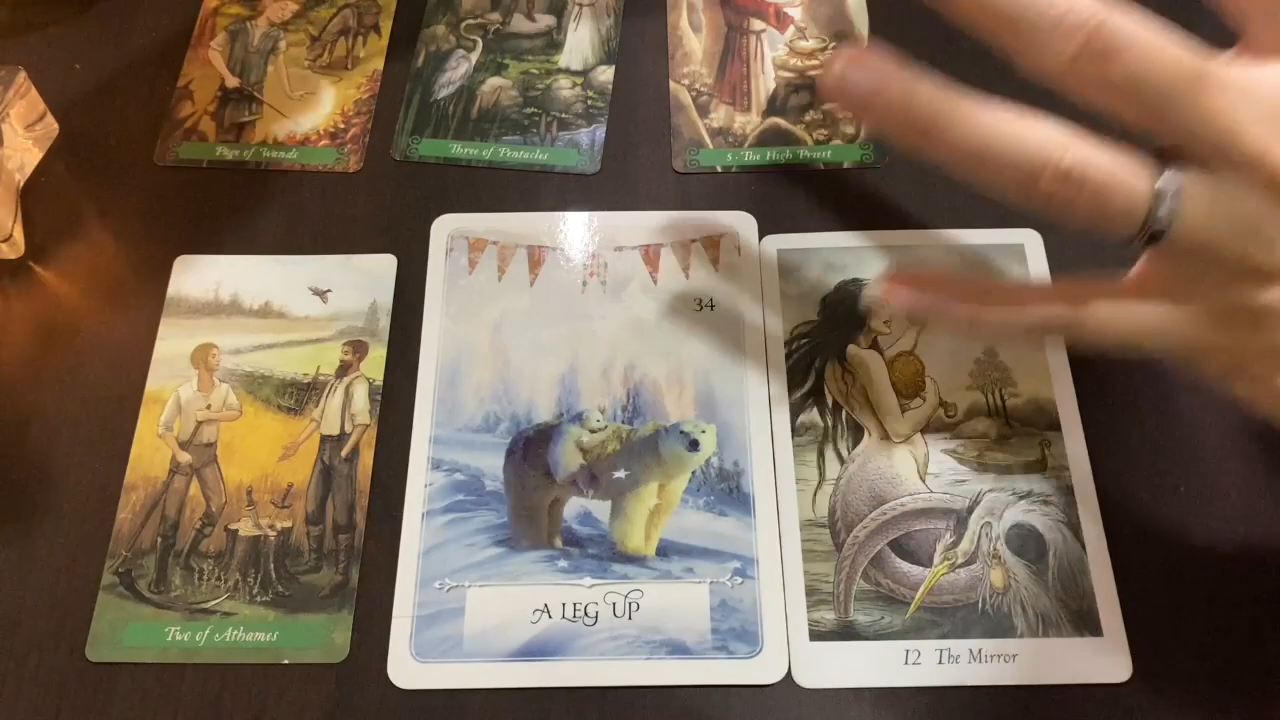 Page of Wands
Three of Pentacles
5 · The High Priest
34
A LEG UP
Two of Athames
12 The Mirror